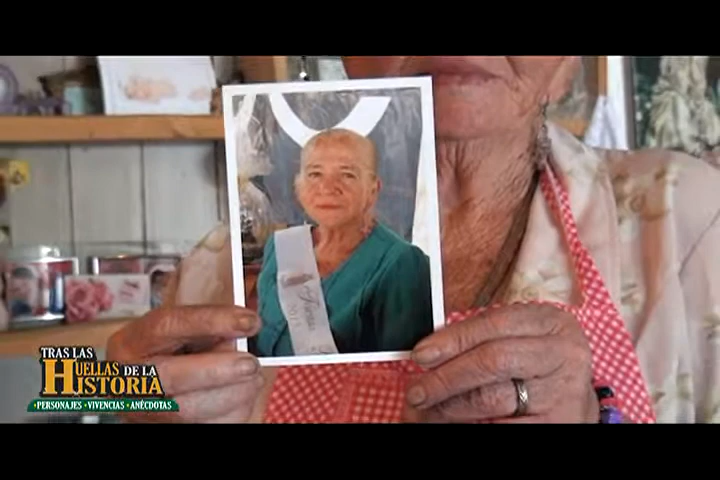 TRAS LAS
HUELLAS DE LA
HISTORIA
•PERSONAJES •VIVENCIAS •ANÉCDOTAS